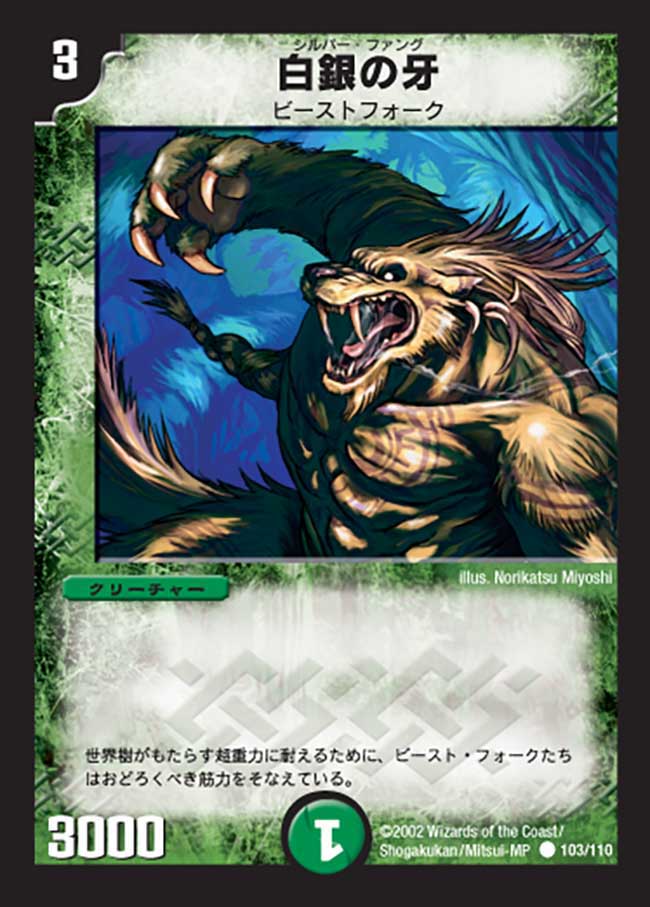 3
シルバー・ファング
白銀の牙
ビーストフォーク
illus. Norikatsu Miyoshi
クリーチャー
世界樹がもたらす超重力に耐えるために、ビースト・フォークたち
はおどろくべき筋力をそなえている。
3000
1
©2002 Wizards of the Coast/
Shogakukan/Mitsui-MP 103/110